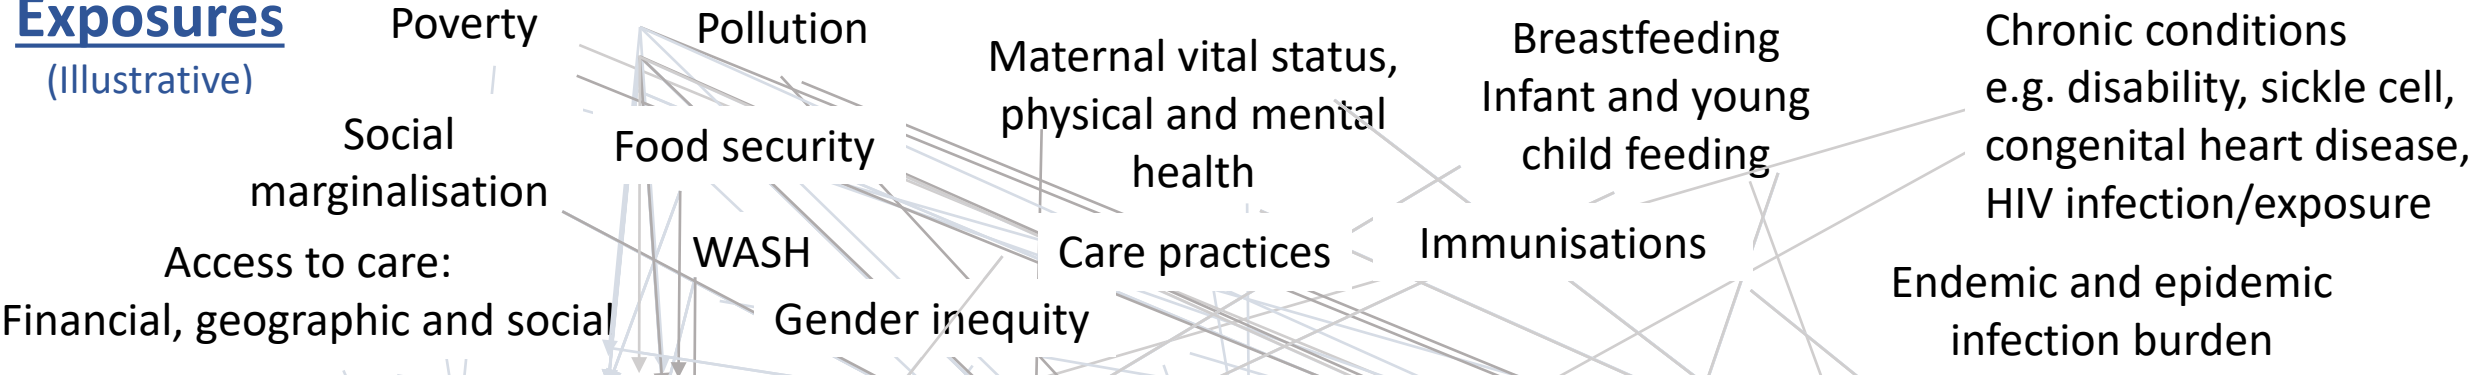 Exposures
(Illustrative)
Poverty
Pollution
Maternal vital status,
physical and mental
health
Breastfeeding
Infant and young
child feeding
Chronic conditions
e.g. disability, sickle cell,
congenital heart disease,
HIV infection/exposure
Social
marginalisation
Food security
Access to care:
Financial, geographic and social
WASH
Care practices
Immunisations
Gender inequity
Endemic and epidemic
infection burden